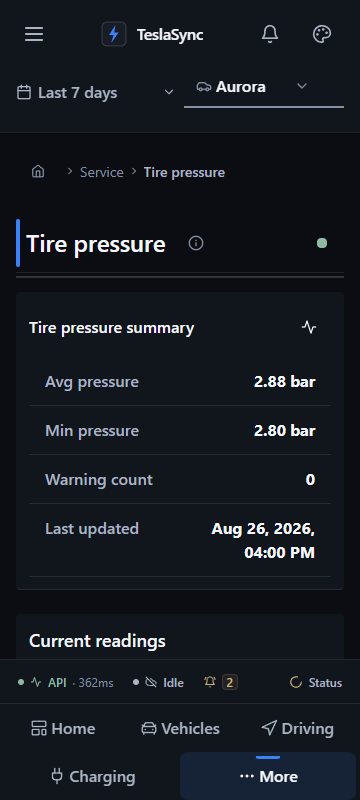 TeslaSync
Last 7 days
Aurora
Service
Tire pressure
Tire pressure
Tire pressure summary
Avg pressure 2.88 bar
Min pressure 2.80 bar
Warning count 0
Last updated Aug 26, 2026,
04:00 PM
Current readings
API · 362ms Idle 2 Status
Home Vehicles Driving
Charging More